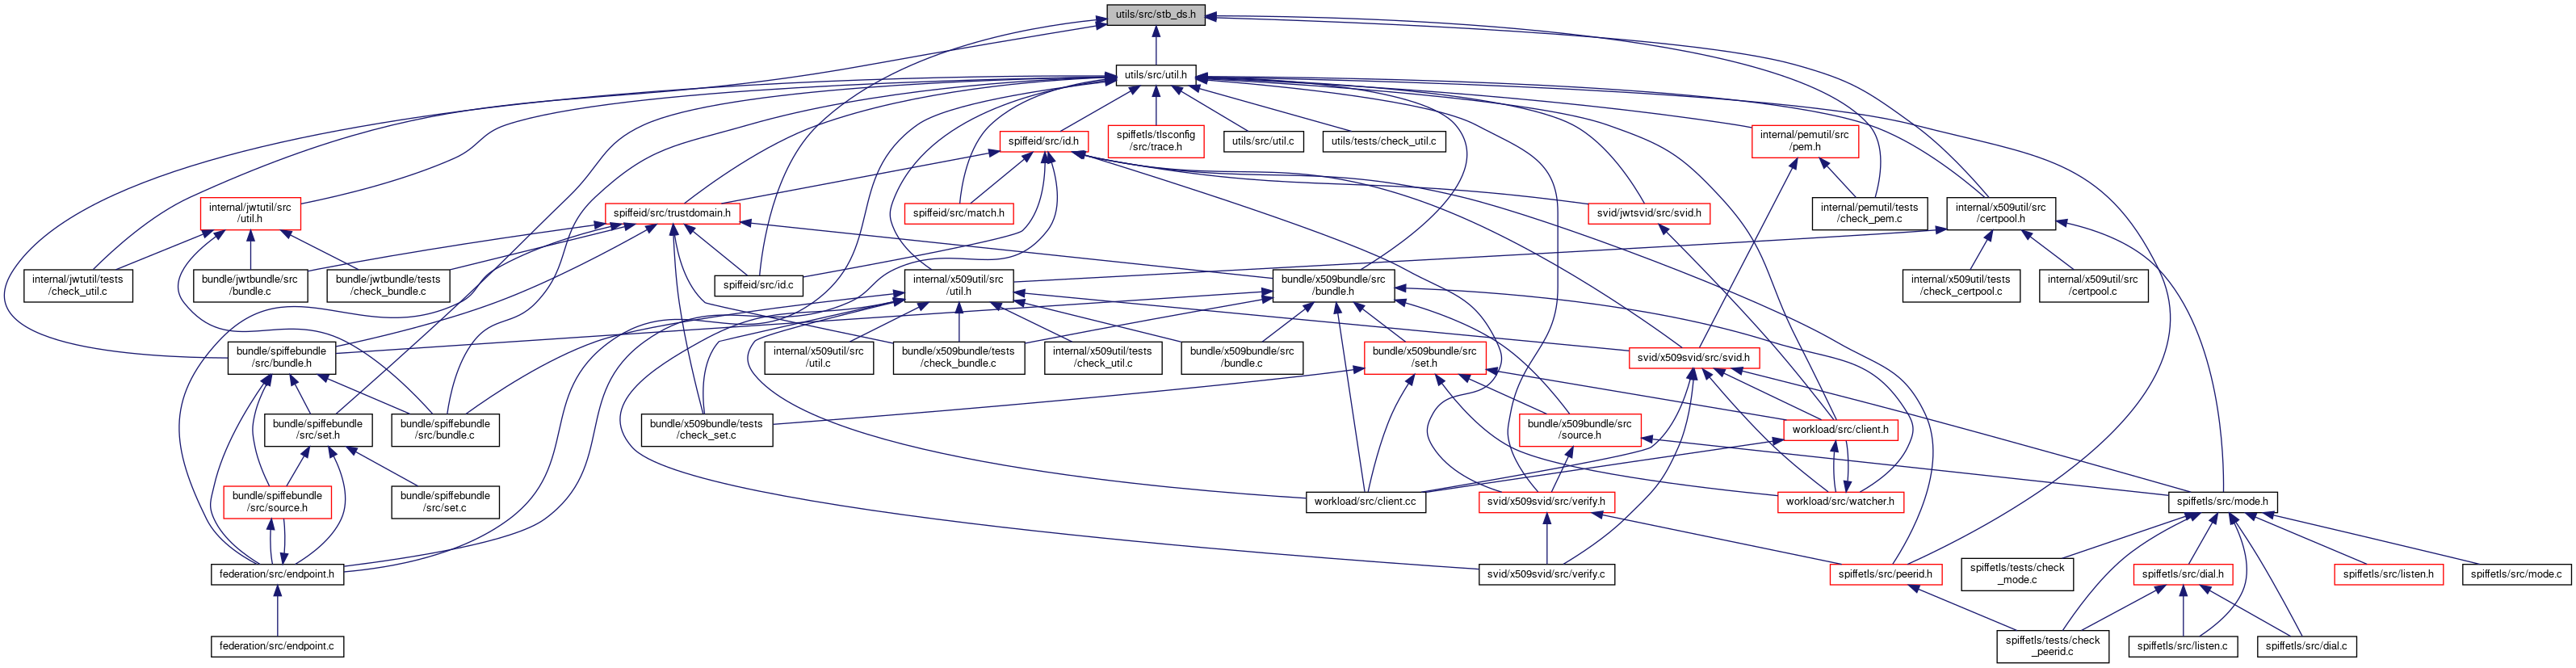 utils/src/stb_ds.h
utils/src/util.h
spiffeid/src/id.h
spiffetls/tlsconfig
/src/trace.h
utils/src/util.c
utils/tests/check_util.c
internal/pemutil/src
/pem.h
internal/jwtutil/src
/util.h
spiffeid/src/trustdomain.h
spiffeid/src/match.h
svid/jwtsvid/src/svid.h
internal/pemutil/tests
/check_pem.c
internal/x509util/src
/certpool.h
internal/jwtutil/tests
/check_util.c
bundle/jwtbundle/src
/bundle.c
bundle/jwtbundle/tests
/check_bundle.c
spiffeid/src/id.c
internal/x509util/src
/util.h
bundle/x509bundle/src
/bundle.h
internal/x509util/tests
/check_certpool.c
internal/x509util/src
/certpool.c
bundle/spiffebundle
/src/bundle.h
internal/x509util/src
/util.c
bundle/x509bundle/tests
/check_bundle.c
internal/x509util/tests
/check_util.c
bundle/x509bundle/src
/bundle.c
bundle/x509bundle/src
/set.h
svid/x509svid/src/svid.h
bundle/spiffebundle
/src/set.h
bundle/spiffebundle
/src/bundle.c
bundle/x509bundle/tests
/check_set.c
bundle/x509bundle/src
/source.h
workload/src/client.h
bundle/spiffebundle
/src/source.h
bundle/spiffebundle
/src/set.c
workload/src/client.cc
svid/x509svid/src/verify.h
workload/src/watcher.h
spiffetls/src/mode.h
federation/src/endpoint.h
svid/x509svid/src/verify.c
spiffetls/src/peerid.h
spiffetls/tests/check
_mode.c
spiffetls/src/dial.h
spiffetls/src/listen.h
spiffetls/src/mode.c
federation/src/endpoint.c
spiffetls/tests/check
_peerid.c
spiffetls/src/listen.c
spiffetls/src/dial.c